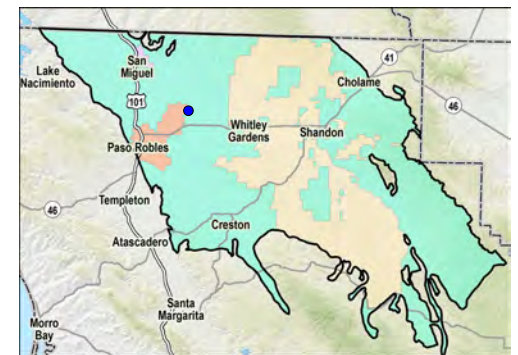 San
Miguel
Lake
Nacimiento
41
Cholame
101
46
Whitley
Gardens
Shandon
Paso Robles
Templeton
46
Creston
Atascadero
Santa
Margarita
Morro
Bay